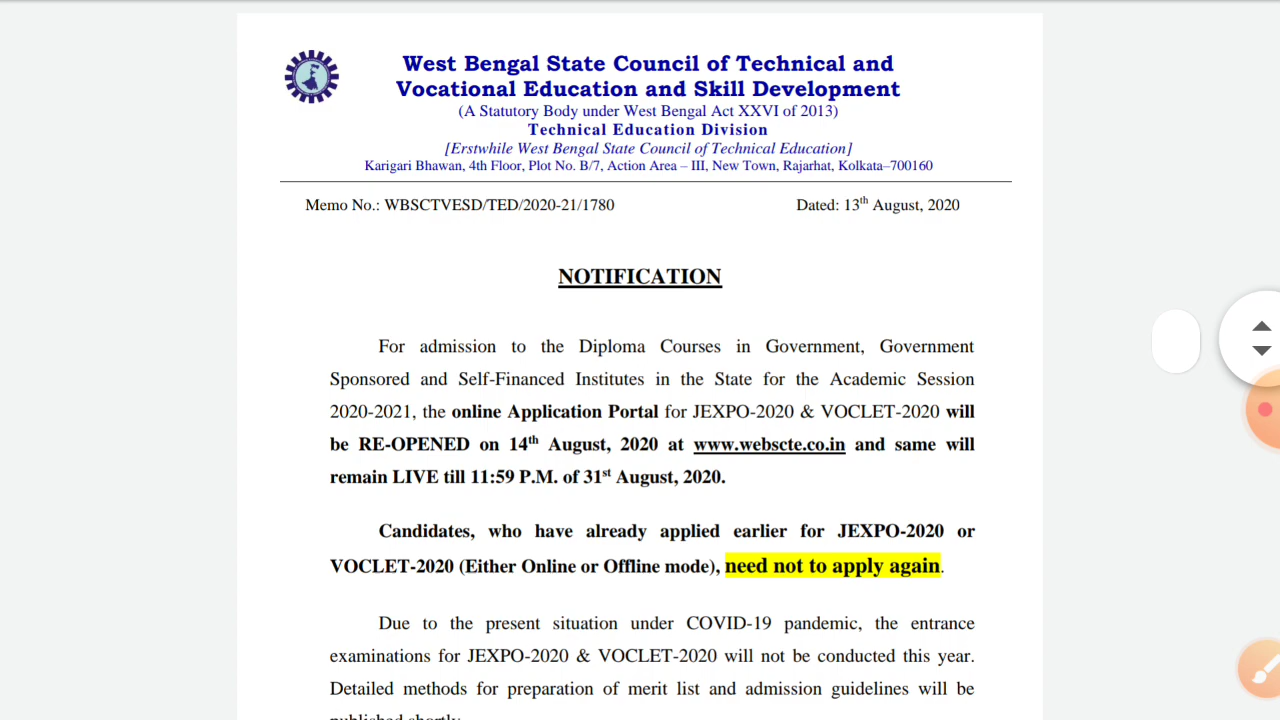 West Bengal State Council of Technical and
Vocational Education and Skill Development
(A Statutory Body under West Bengal Act XXVI of 2013)
Technical Education Division
[Erstwhile West Bengal State Council of Technical Education]
Karigari Bhawan, 4th Floor, Plot No. B/7, Action Area – III, New Town, Rajarhat, Kolkata–700160
Memo No.: WBSCTVESD/TED/2020-21/1780 Dated: 13th August, 2020
NOTIFICATION
For admission to the Diploma Courses in Government, Government
Sponsored and Self-Financed Institutes in the State for the Academic Session
2020-2021, the online Application Portal for JEXPO-2020 & VOCLET-2020 will
be RE-OPENED on 14th August, 2020 at www.webscte.co.in and same will
remain LIVE till 11:59 P.M. of 31st August, 2020.
Candidates, who have already applied earlier for JEXPO-2020 or
VOCLET-2020 (Either Online or Offline mode), need not to apply again.
Due to the present situation under COVID-19 pandemic, the entrance
examinations for JEXPO-2020 & VOCLET-2020 will not be conducted this year.
Detailed methods for preparation of merit list and admission guidelines will be
published shortly.